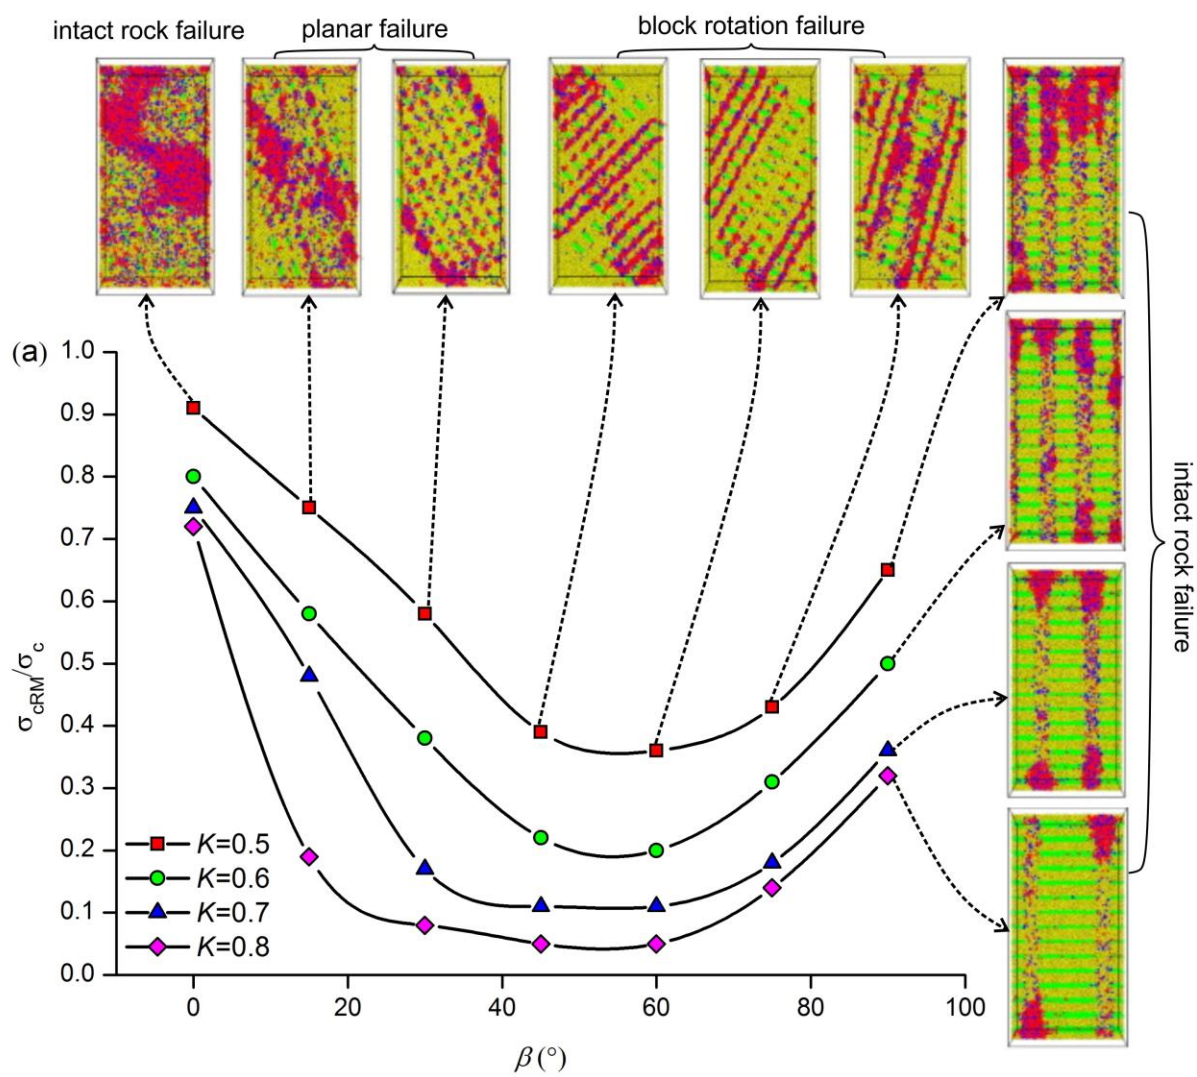 intact rock failure
planar failure
block rotation failure
(a)
1.0
0.9
0.8
0.7
0.6
0.5
0.4
0.3
0.2
0.1
0.0
σcRM/σc
K=0.5
K=0.6
K=0.7
K=0.8
0
20
40
60
80
100
β (°)
intact rock failure